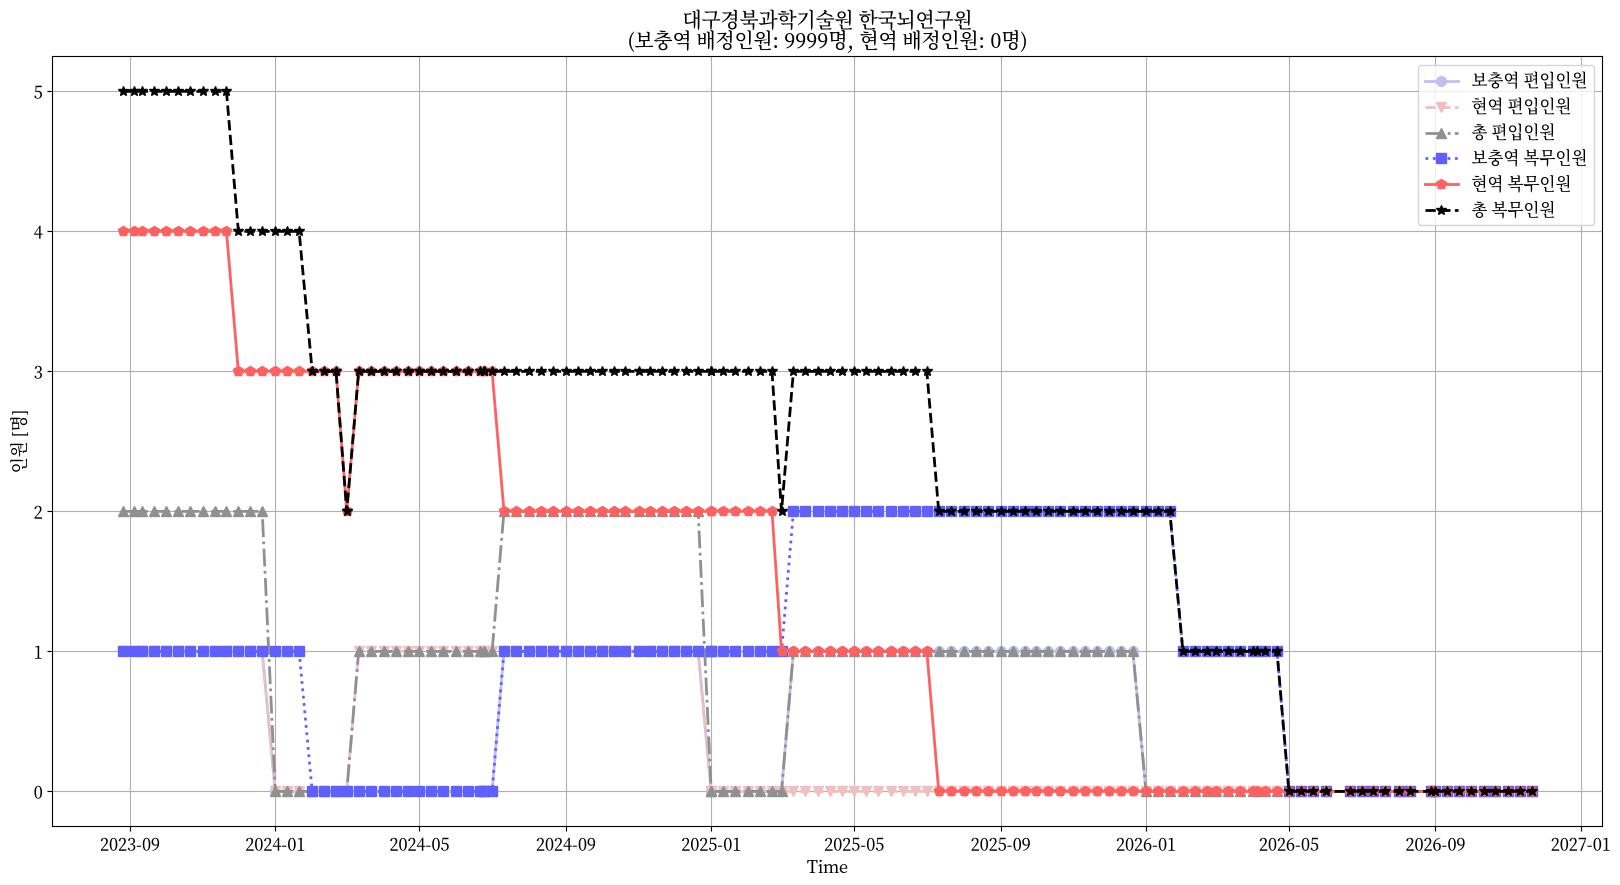 대구경북과학기술원 한국뇌연구원
(보충역 배정인원: 9999명, 현역 배정인원: 0명)
보충역 편입인원
현역 편입인원
총 편입인원
보충역 복무인원
현역 복무인원
총 복무인원
인원 [명]
5
4
3
2
1
0
2023-09 2024-01 2024-05 2024-09 2025-01 2025-05 2025-09 2026-01 2026-05 2026-09 2027-01
Time